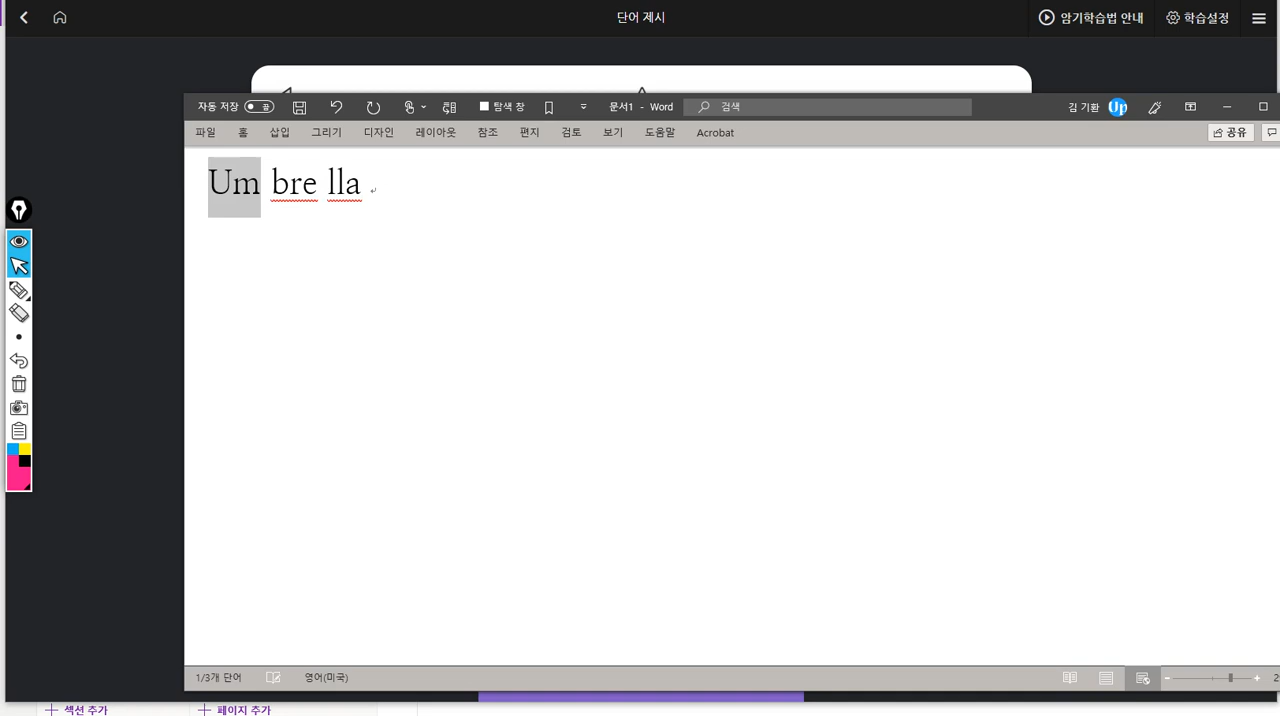 단어 제시
암기학습법 안내
학습설정
자동 저장
탐색 창
문서1 - Word
검색
김 기환
Up
파일 홈 삽입 그리기 디자인 레이아웃 참조 편지 검토 보기 도움말 Acrobat
공유
Um bre lla
1/3개 단어
영어(미국)
섹션 추가
페이지 추가